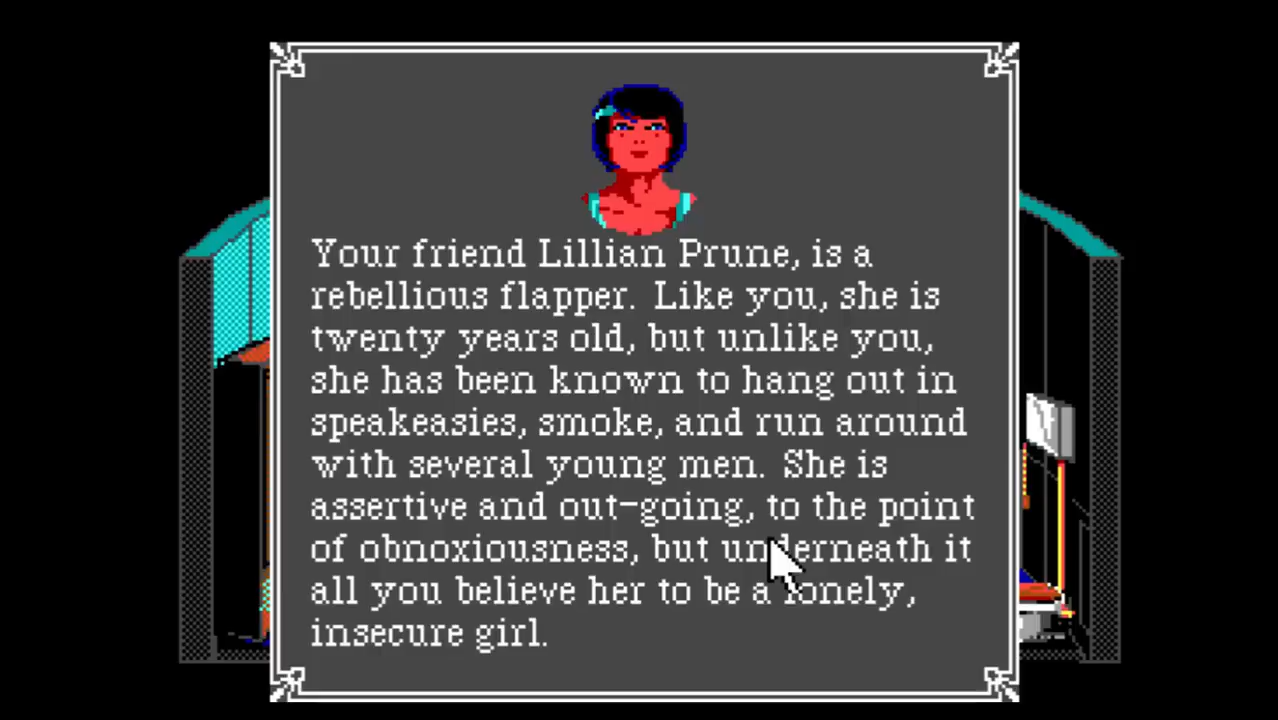 Your friend Lillian Prune, is a
rebellious flapper.  Like you, she is
twenty years old, but unlike you,
she has been known to hang out in
speakeasies, smoke, and run around
with several young men.  She is
assertive and out-going, to the point
of obnoxiousness, but underneath it
all you believe her to be a lonely,
insecure girl.